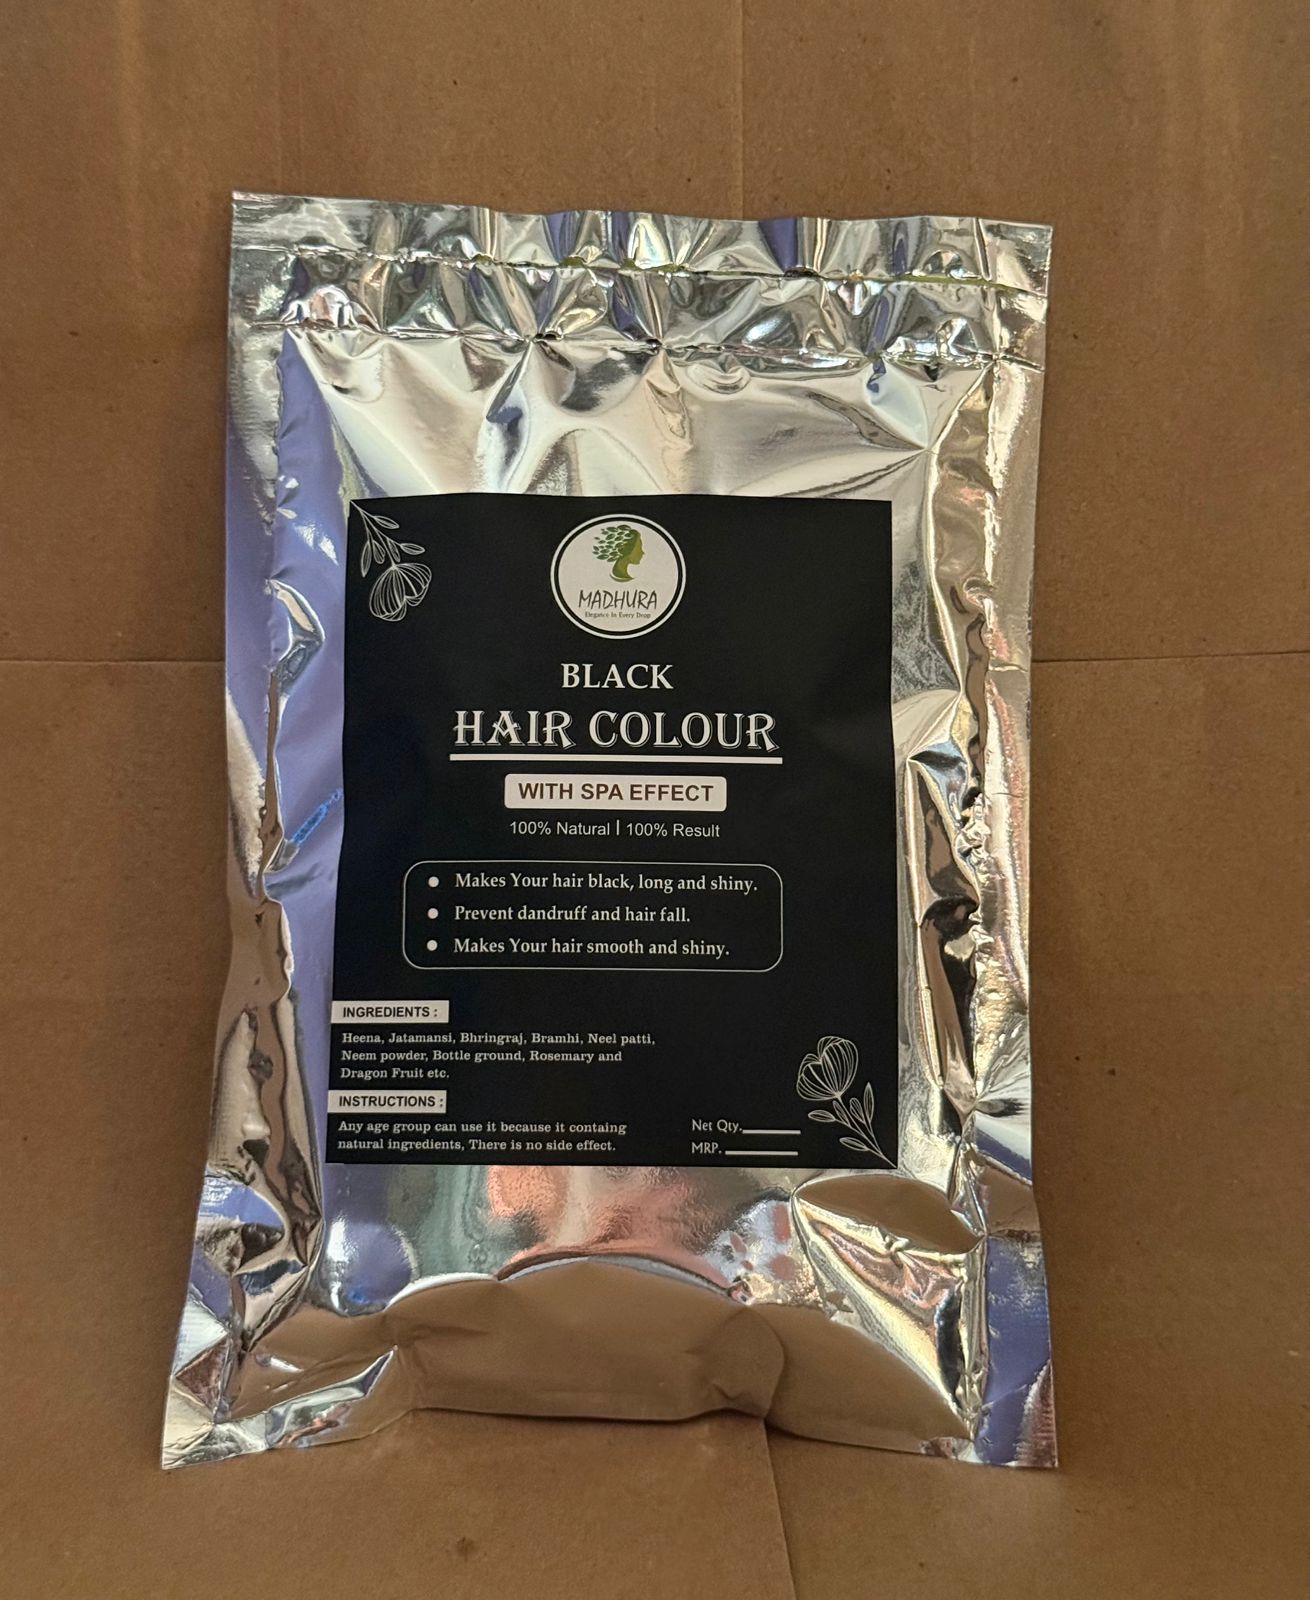 MADHURA
Elegance In Every Drop
BLACK
HAIR COLOUR
WITH SPA EFFECT
100% Natural | 100% Result
• Makes Your hair black, long and shiny.
• Prevent dandruff and hair fall.
• Makes Your hair smooth and shiny.
INGREDIENTS :
Heena, Jatamansi, Bhringraj, Bramhi, Neel patti,
Neem powder, Bottle ground, Rosemary and
Dragon Fruit etc.
INSTRUCTIONS :
Any age group can use it because it containg
natural ingredients, There is no side effect.
Net Qty.______
MRP. ________